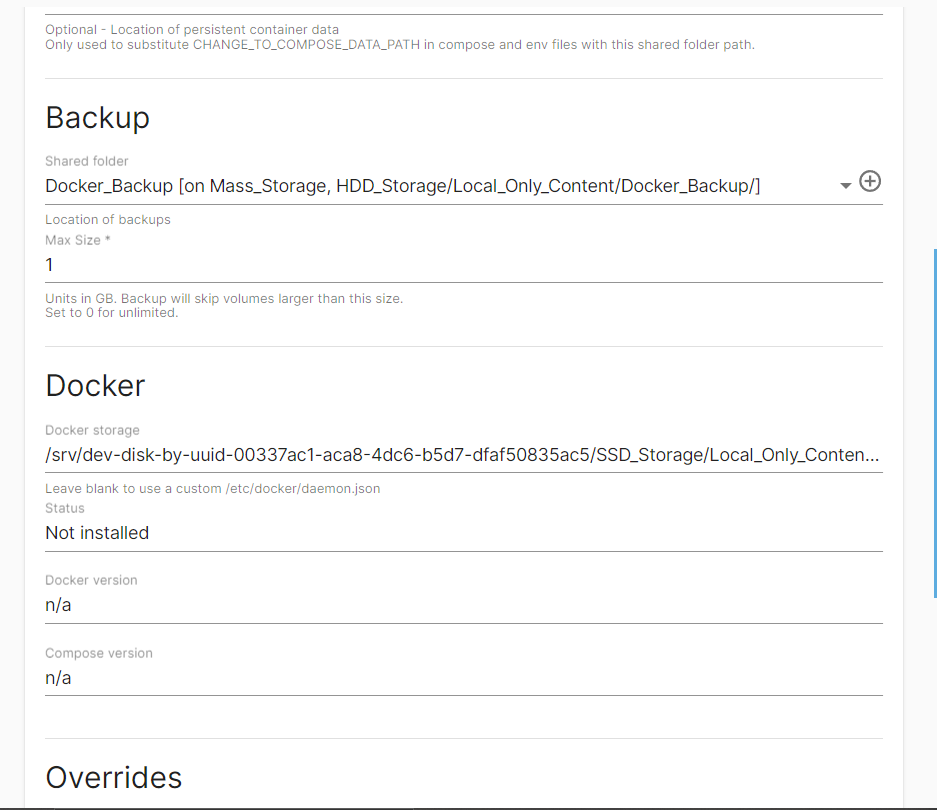 Optional - Location of persistent container data
Only used to substitute CHANGE_TO_COMPOSE_DATA_PATH in compose and env files with this shared folder path.
Backup
Shared folder
Docker_Backup [on Mass_Storage, HDD_Storage/Local_Only_Content/Docker_Backup/]
Location of backups
Max Size *
1
Units in GB. Backup will skip volumes larger than this size.
Set to 0 for unlimited.
Docker
Docker storage
/srv/dev-disk-by-uuid-00337ac1-aca8-4dc6-b5d7-dfaf50835ac5/SSD_Storage/Local_Only_Conten...
Leave blank to use a custom /etc/docker/daemon.json
Status
Not installed
Docker version
n/a
Compose version
n/a
Overrides